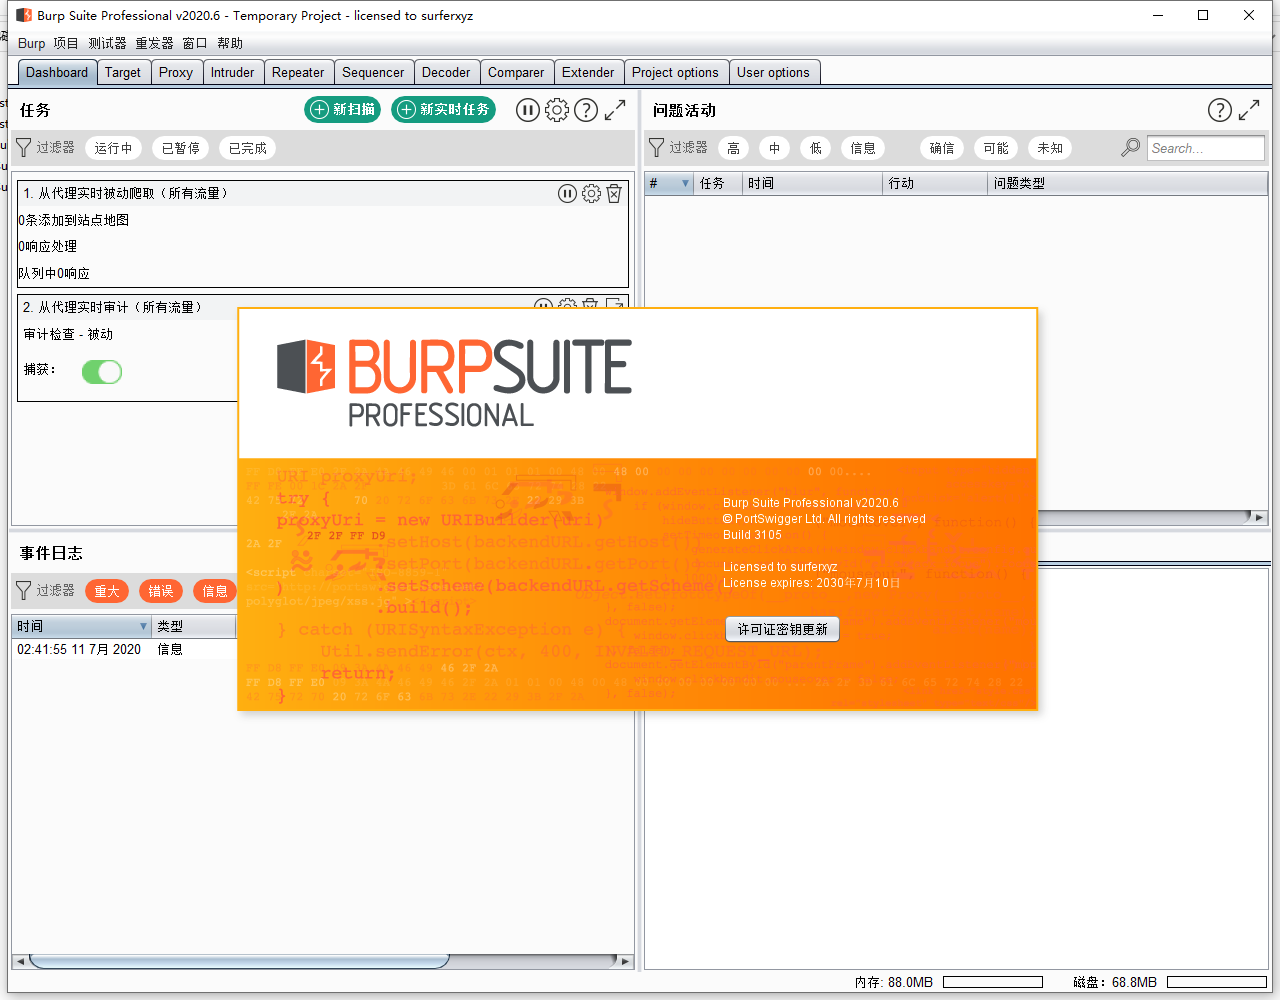 Burp Suite Professional v2020.6 - Temporary Project - licensed to surferxyz
Burp 项目 测试器 重发器 窗口 帮助
Dashboard Target Proxy Intruder Repeater Sequencer Decoder Comparer Extender Project options User options
任务 新扫描 新实时任务
过滤器 运行中 已暂停 已完成
1. 从代理实时被动爬取（所有流量）
0条添加到站点地图
0响应处理
队列中0响应
2. 从代理实时审计（所有流量）
审计检查 - 被动
捕获：
问题活动
过滤器 高 中 低 信息 确信 可能 未知 Search...
# 任务 时间 行动 问题类型
事件日志
过滤器 重大 错误 信息
时间 类型
02:41:55 11 7月 2020 信息
BURPSUITE
PROFESSIONAL
URI proxyUri;
try {
proxyUri = new URIBuilder(uri)
2F 2F FF D9
.setHost(backendURL.getHost())
.setPort(backendURL.getPort())
.setScheme(backendURL.getScheme())
.build();
} catch (URISyntaxException e) {
Util.sendError(ctx, 400, INVALID_REQUEST_URL);
return;
}
Burp Suite Professional v2020.6
© PortSwigger Ltd. All rights reserved
Build 3105
Licensed to surferxyz
License expires: 2030年7月10日
许可证密钥更新
内存: 88.0MB 磁盘：68.8MB